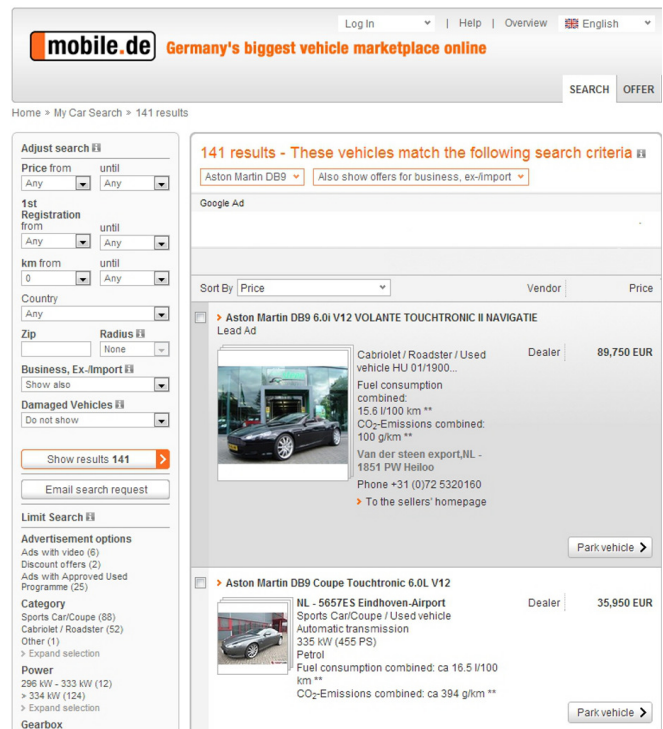 Log In | Help | Overview English
mobile.de Germany's biggest vehicle marketplace online
SEARCH OFFER
Home » My Car Search » 141 results
Adjust search
Price from until
Any Any
1st
Registration
from until
Any Any
km from until
0 Any
Country
Any
Zip Radius
None
Business, Ex-/Import
Show also
Damaged Vehicles
Do not show
Show results 141
Email search request
Limit Search
Advertisement options
Ads with video (6)
Discount offers (2)
Ads with Approved Used
Programme (25)
Category
Sports Car/Coupe (88)
Cabriolet / Roadster (52)
Other (1)
> Expand selection
Power
296 kW - 333 kW (12)
> 334 kW (124)
> Expand selection
Gearbox
141 results - These vehicles match the following search criteria
Aston Martin DB9 Also show offers for business, ex-/import
Google Ad
Sort By Price Vendor Price
Aston Martin DB9 6.0i V12 VOLANTE TOUCHTRONIC II NAVIGATIE
Lead Ad
Cabriolet / Roadster / Used Dealer 89,750 EUR
vehicle HU 01/1900...
Fuel consumption
combined:
15.6 l/100 km **
CO2-Emissions combined:
100 g/km **
Van der steen export,NL -
1851 PW Heiloo
Phone +31 (0)72 5320160
To the sellers' homepage
Park vehicle
Aston Martin DB9 Coupe Touchtronic 6.0L V12
NL - 5657ES Eindhoven-Airport Dealer 35,950 EUR
Sports Car/Coupe / Used vehicle
Automatic transmission
335 kW (455 PS)
Petrol
Fuel consumption combined: ca 16.5 l/100
km **
CO2-Emissions combined: ca 394 g/km **
Park vehicle